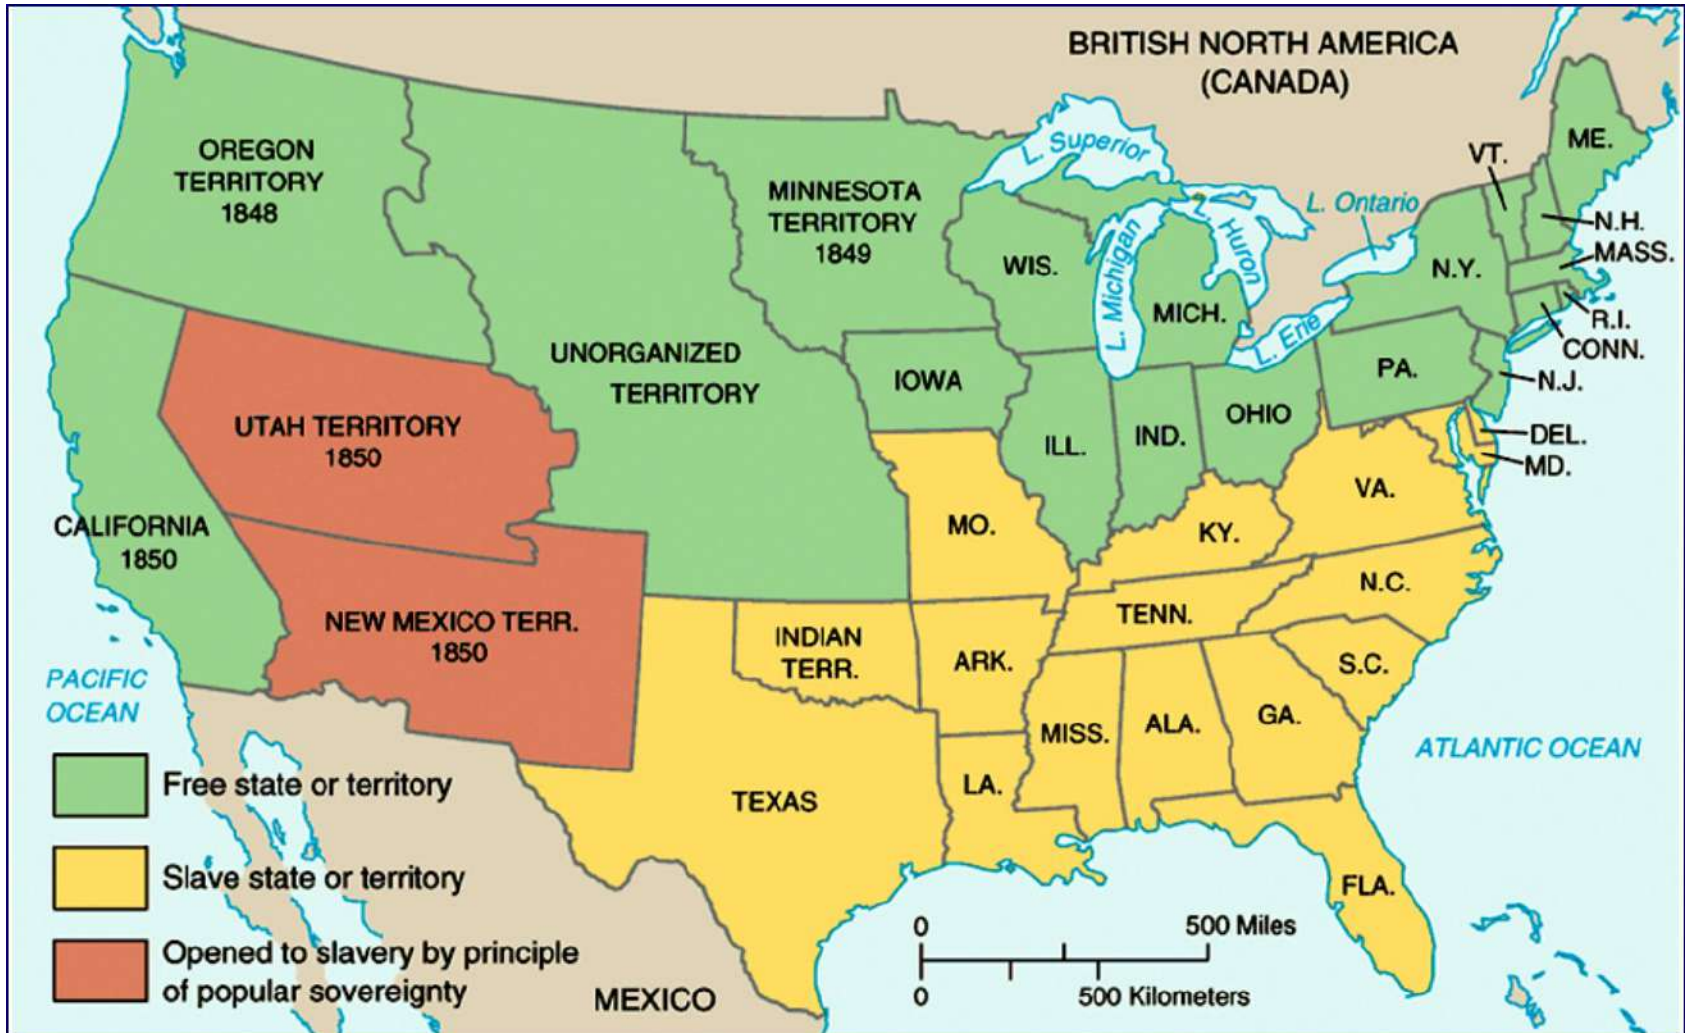 BRITISH NORTH AMERICA
(CANADA)
OREGON
TERRITORY
1848
MINNESOTA
TERRITORY
1849
L. Superior
L. Michigan
L. Huron
L. Ontario
L. Erie
VT.
ME.
N.H.
MASS.
N.Y.
R.I.
CONN.
WIS.
MICH.
UNORGANIZED
TERRITORY
IOWA
PA.
N.J.
UTAH TERRITORY
1850
ILL.
IND.
OHIO
DEL.
MD.
VA.
CALIFORNIA
1850
MO.
KY.
N.C.
NEW MEXICO TERR.
1850
INDIAN
TERR.
ARK.
TENN.
S.C.
PACIFIC
OCEAN
MISS.
ALA.
GA.
ATLANTIC OCEAN
TEXAS
LA.
FLA.
MEXICO
Free state or territory
Slave state or territory
Opened to slavery by principle
of popular sovereignty
0 500 Miles
0 500 Kilometers